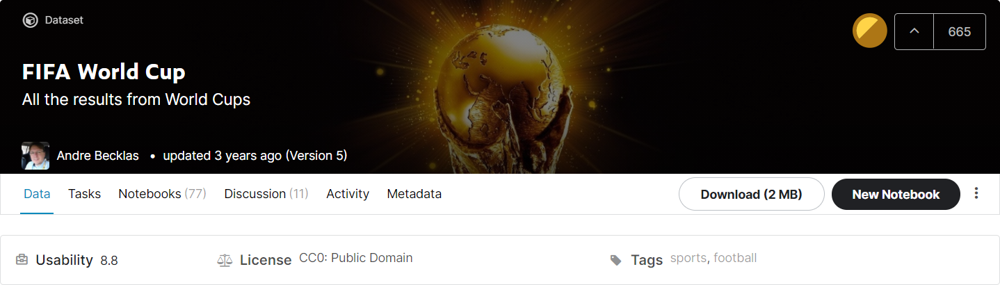 Dataset
665
FIFA World Cup
All the results from World Cups
Andre Becklas • updated 3 years ago (Version 5)
Data Tasks Notebooks (77) Discussion (11) Activity Metadata Download (2 MB) New Notebook
Usability 8.8 License CC0: Public Domain Tags sports, football